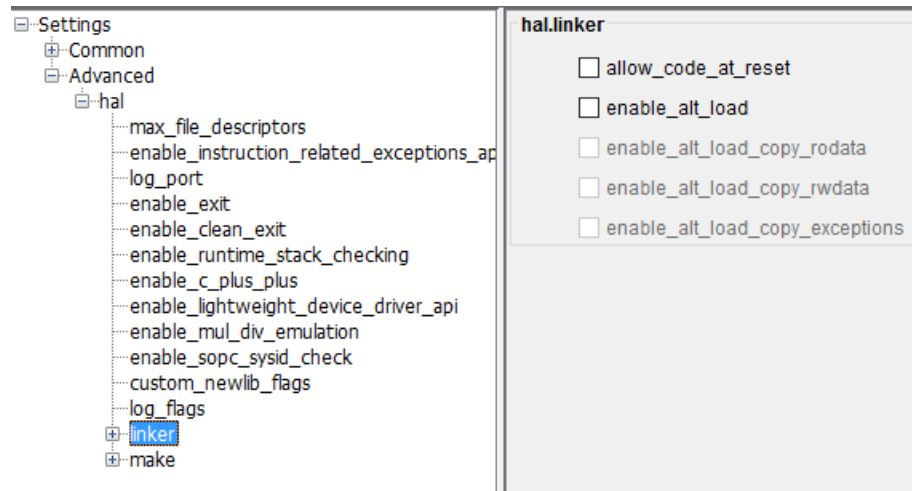 Settings
Common
Advanced
hal
max_file_descriptors
enable_instruction_related_exceptions_ap
log_port
enable_exit
enable_clean_exit
enable_runtime_stack_checking
enable_c_plus_plus
enable_lightweight_device_driver_api
enable_mul_div_emulation
enable_sopc_sysid_check
custom_newlib_flags
log_flags
linker
make
hal.linker
allow_code_at_reset
enable_alt_load
enable_alt_load_copy_rodata
enable_alt_load_copy_rwdata
enable_alt_load_copy_exceptions